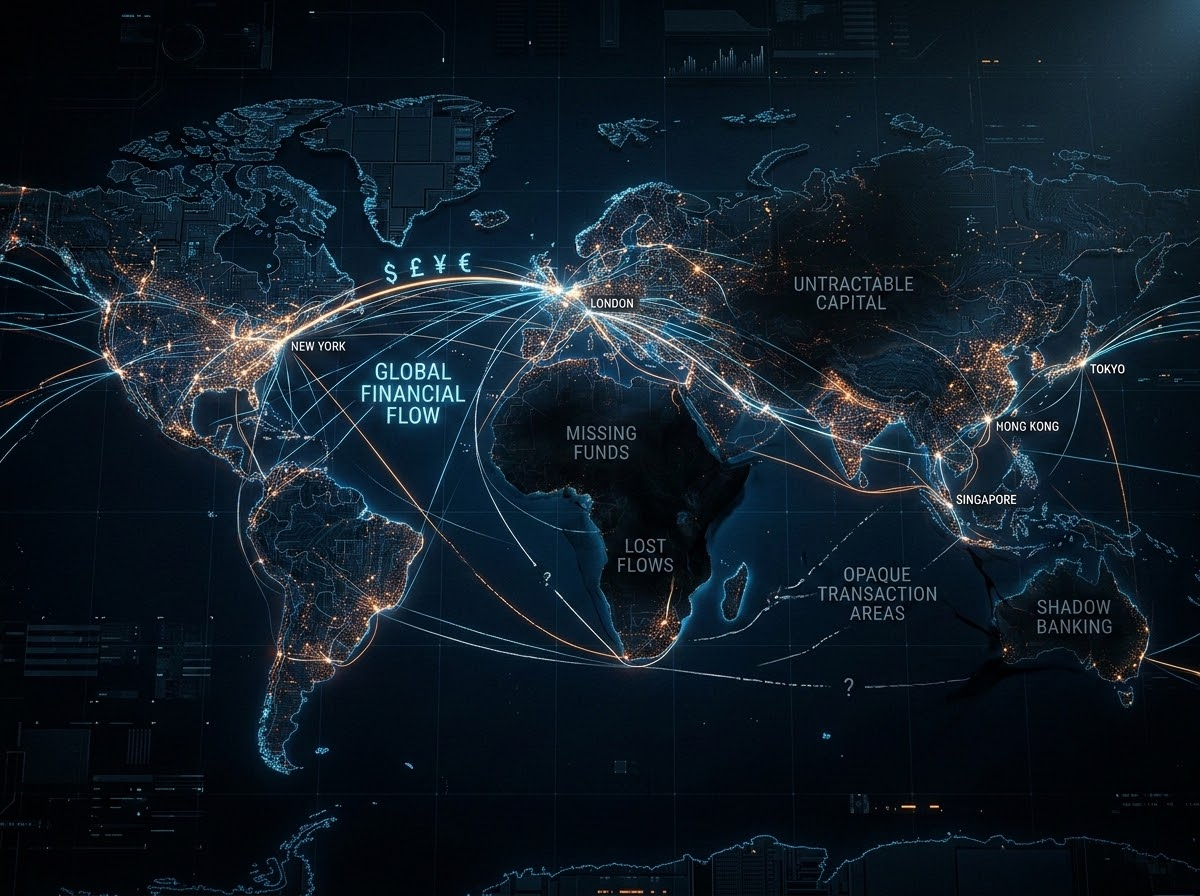 $ £ ¥ €
UNTRACTABLE
CAPITAL
LONDON
NEW YORK
GLOBAL
FINANCIAL
FLOW
TOKYO
MISSING
FUNDS
HONG KONG
SINGAPORE
LOST
FLOWS
?
OPAQUE
TRANSACTION
AREAS
SHADOW
BANKING
?